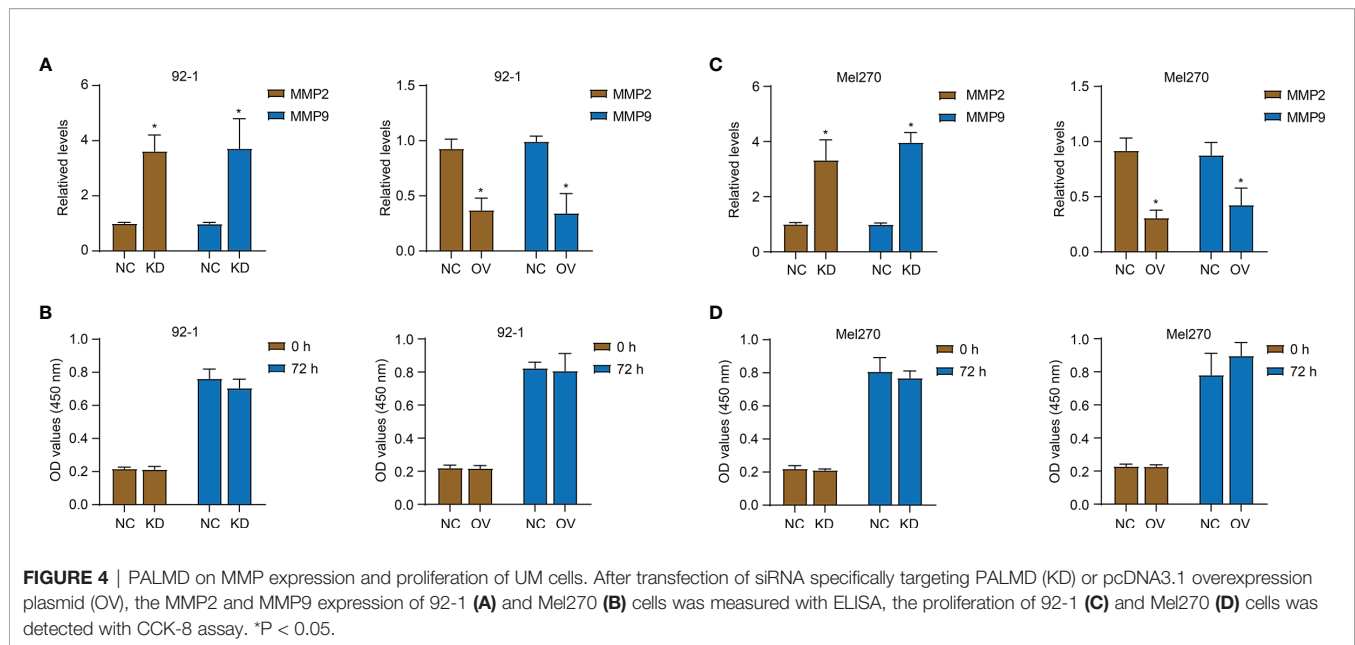 A
92-1
MMP2
MMP9
Relatived levels
6
4
2
0
*
*
NC KD NC KD
92-1
Relatived levels
1.5
1.0
0.5
0.0
*
*
NC OV NC OV
C
Mel270
MMP2
MMP9
Relatived levels
6
4
2
0
*
*
NC KD NC KD
Mel270
Relatived levels
1.5
1.0
0.5
0.0
*
*
NC OV NC OV
B
92-1
0 h
72 h
OD values (450 nm)
1.0
0.8
0.6
0.4
0.2
0.0
NC KD NC KD
92-1
0 h
72 h
OD values (450 nm)
1.0
0.8
0.6
0.4
0.2
0.0
NC OV NC OV
D
Mel270
0 h
72 h
OD values (450 nm)
1.0
0.8
0.6
0.4
0.2
0.0
NC KD NC KD
Mel270
0 h
72 h
OD values (450 nm)
1.0
0.8
0.6
0.4
0.2
0.0
NC OV NC OV
FIGURE 4 | PALMD on MMP expression and proliferation of UM cells. After transfection of siRNA specifically targeting PALMD (KD) or pcDNA3.1 overexpression
plasmid (OV), the MMP2 and MMP9 expression of 92-1 (A) and Mel270 (B) cells was measured with ELISA, the proliferation of 92-1 (C) and Mel270 (D) cells was
detected with CCK-8 assay. *P < 0.05.